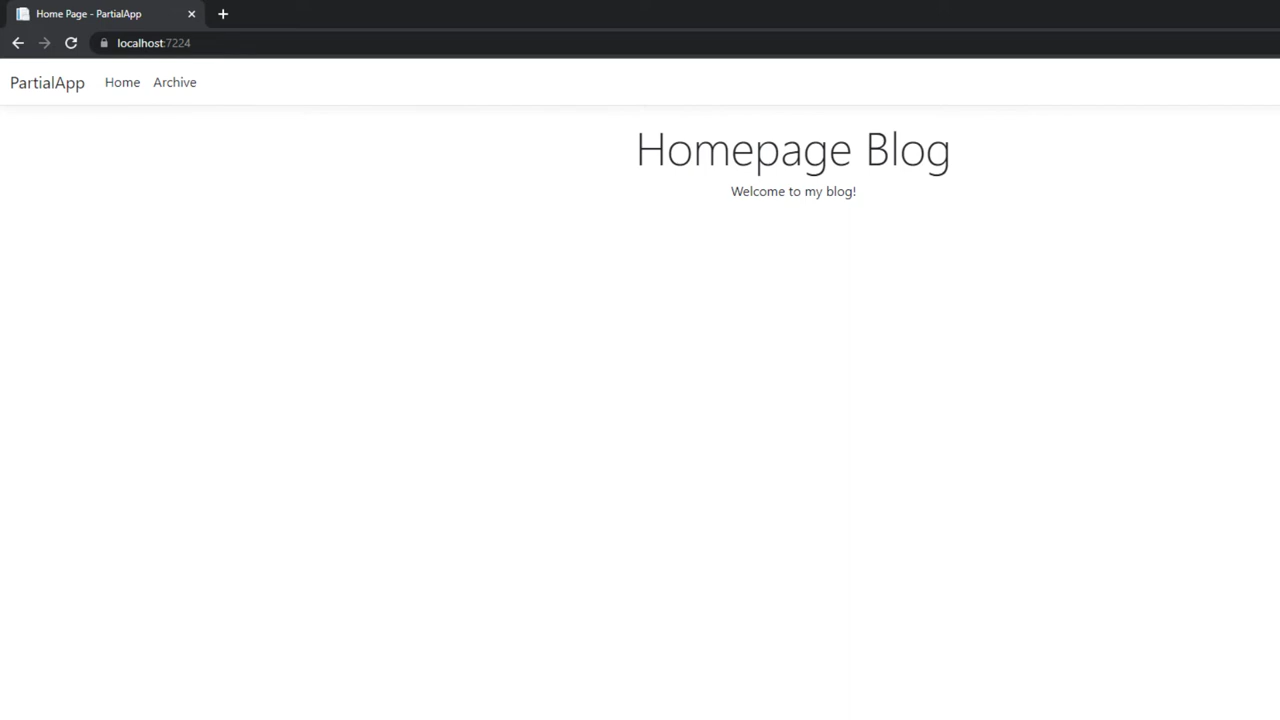 Home Page - PartialApp
localhost:7224
PartialApp Home Archive
Homepage Blog
Welcome to my blog!